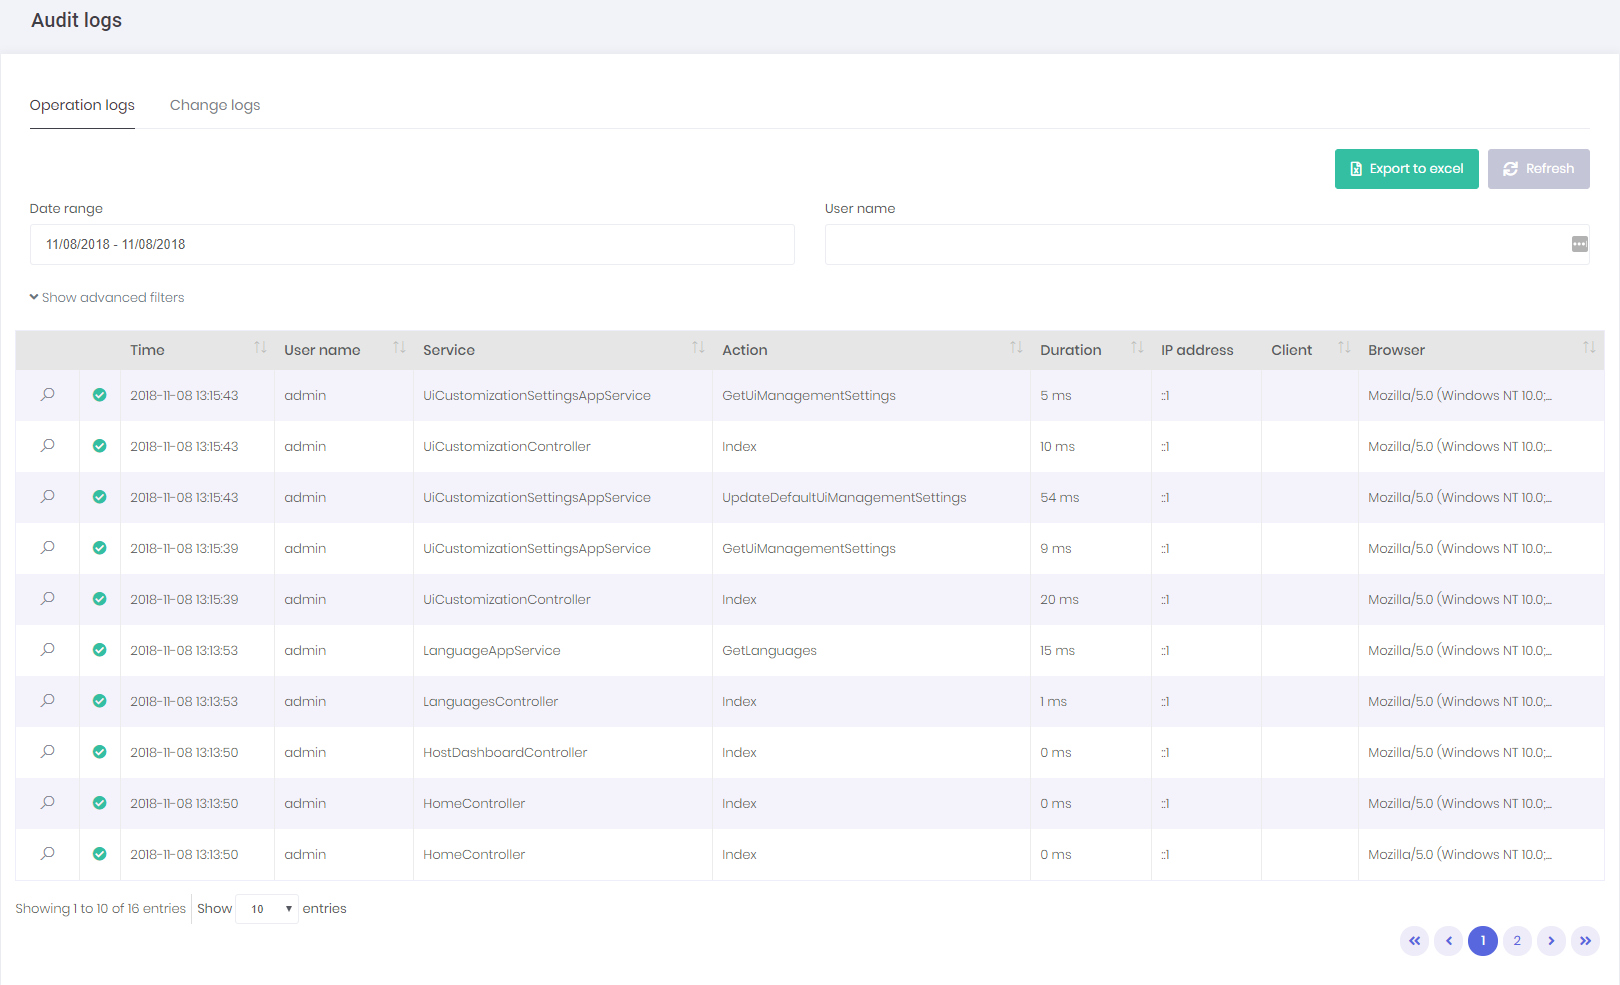 Audit logs
Operation logs Change logs
Export to excel Refresh
Date range User name
11/08/2018 - 11/08/2018
Show advanced filters
Time User name Service Action Duration IP address Client Browser
2018-11-08 13:15:43 admin UiCustomizationSettingsAppService GetUiManagementSettings 5 ms ::1 Mozilla/5.0 (Windows NT 10.0;...
2018-11-08 13:15:43 admin UiCustomizationController Index 10 ms ::1 Mozilla/5.0 (Windows NT 10.0;...
2018-11-08 13:15:43 admin UiCustomizationSettingsAppService UpdateDefaultUiManagementSettings 54 ms ::1 Mozilla/5.0 (Windows NT 10.0;...
2018-11-08 13:15:39 admin UiCustomizationSettingsAppService GetUiManagementSettings 9 ms ::1 Mozilla/5.0 (Windows NT 10.0;...
2018-11-08 13:15:39 admin UiCustomizationController Index 20 ms ::1 Mozilla/5.0 (Windows NT 10.0;...
2018-11-08 13:13:53 admin LanguageAppService GetLanguages 15 ms ::1 Mozilla/5.0 (Windows NT 10.0;...
2018-11-08 13:13:53 admin LanguagesController Index 1 ms ::1 Mozilla/5.0 (Windows NT 10.0;...
2018-11-08 13:13:50 admin HostDashboardController Index 0 ms ::1 Mozilla/5.0 (Windows NT 10.0;...
2018-11-08 13:13:50 admin HomeController Index 0 ms ::1 Mozilla/5.0 (Windows NT 10.0;...
2018-11-08 13:13:50 admin HomeController Index 0 ms ::1 Mozilla/5.0 (Windows NT 10.0;...
Showing 1 to 10 of 16 entries Show 10 entries
« ‹ 1 2 › »